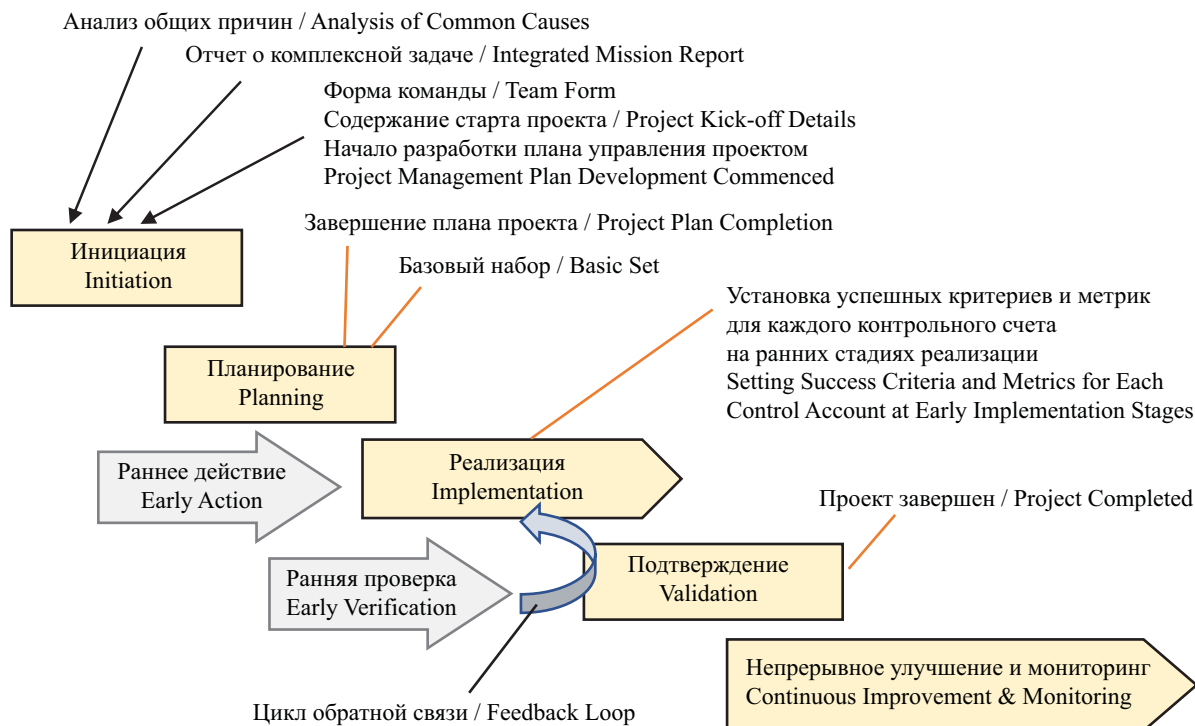 Анализ общих причин / Analysis of Common Causes
Отчет о комплексной задаче / Integrated Mission Report
Форма команды / Team Form
Содержание старта проекта / Project Kick-off Details
Начало разработки плана управления проектом
Project Management Plan Development Commenced
Завершение плана проекта / Project Plan Completion
Инициация
Initiation
Базовый набор / Basic Set
Установка успешных критериев и метрик
для каждого контрольного счета
на ранних стадиях реализации
Setting Success Criteria and Metrics for Each
Control Account at Early Implementation Stages
Планирование
Planning
Раннее действие
Early Action
Реализация
Implementation
Проект завершен / Project Completed
Ранняя проверка
Early Verification
Подтверждение
Validation
Непрерывное улучшение и мониторинг
Continuous Improvement & Monitoring
Цикл обратной связи / Feedback Loop